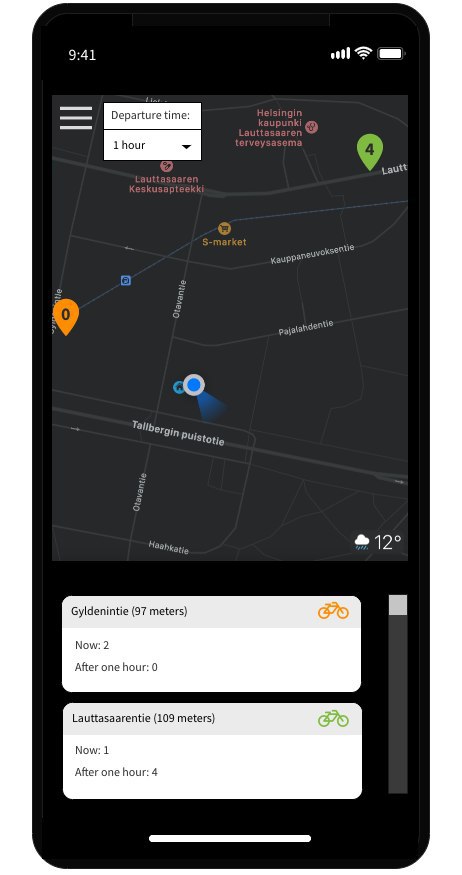 9:41
Departure time:
1 hour
Helsingin
kaupunki
Lauttasaaren
terveysasema
4
Lautt
Lauttasaaren
Keskusapteekki
S-market
Kauppaneuvoksentie
Otavantie
0
Pajalahdentie
Tallbergin puistotie
Otavantie
Haahkatie
12°
Gyldenintie (97 meters)
Now: 2
After one hour: 0
Lauttasaarentie (109 meters)
Now: 1
After one hour: 4